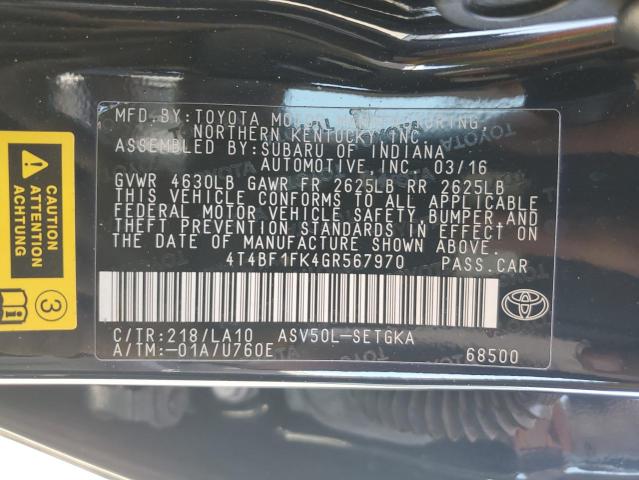 CAUTION
ATTENTION
3
MFD.BY:TOYOTA MOTOR MANUFACTURING,
NORTHERN KENTUCKY,INC.
ASSEMBLED BY:SUBARU OF INDIANA
AUTOMOTIVE,INC. 03/16
GVWR 4630LB GAWR FR 2625LB RR 2625LB
THIS VEHICLE CONFORMS TO ALL APPLICABLE
FEDERAL MOTOR VEHICLE SAFETY,BUMPER,AND
THEFT PREVENTION STANDARDS IN EFFECT ON
THE DATE OF MANUFACTURE SHOWN ABOVE.
4T4BF1FK4GR567970 PASS.CAR
C/TR:218/LA10 ASV50L-SETGKA
A/TM:-01A/U760E 68500
TOYOTA